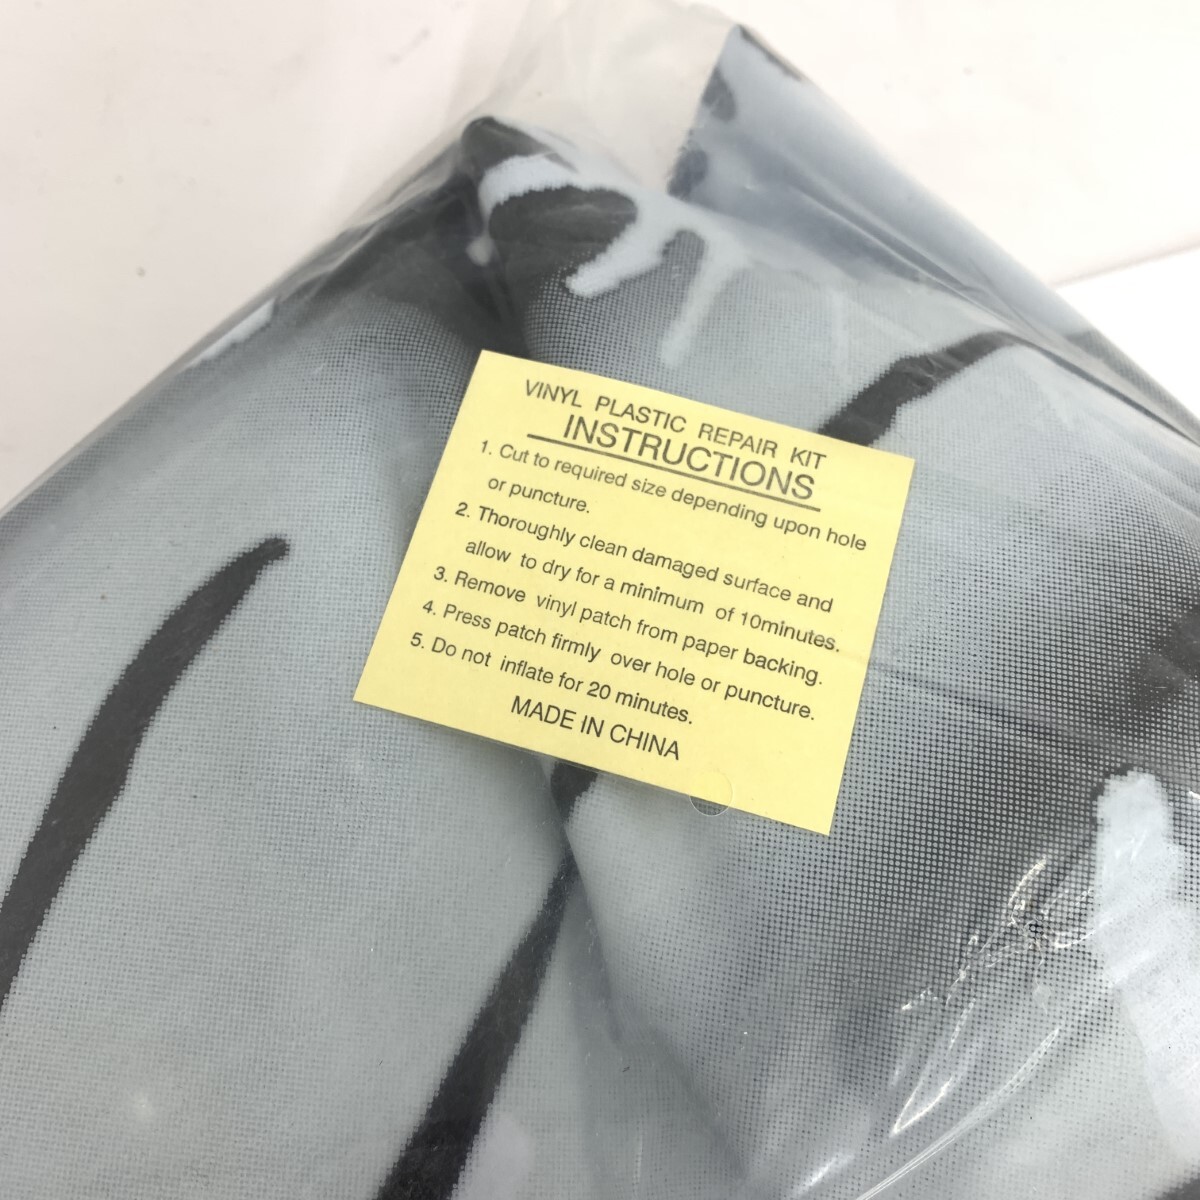 VINYL PLASTIC REPAIR KIT
INSTRUCTIONS
1. Cut to required size depending upon hole
or puncture.
2. Thoroughly clean damaged surface and
allow to dry for a minimum of 10minutes.
3. Remove vinyl patch from paper backing.
4. Press patch firmly over hole or puncture.
5. Do not inflate for 20 minutes.
MADE IN CHINA